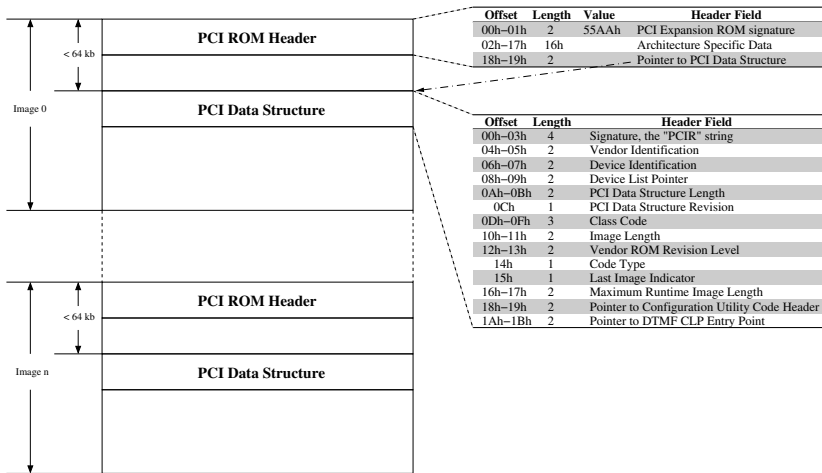 PCI ROM Header
< 64 kb
Image 0
PCI Data Structure
PCI ROM Header
< 64 kb
Image n
PCI Data Structure
Offset Length Value Header Field
00h−01h 2 55AAh PCI Expansion ROM signature
02h−17h 16h Architecture Specific Data
18h−19h 2 Pointer to PCI Data Structure
Offset Length Header Field
00h−03h 4 Signature, the "PCIR" string
04h−05h 2 Vendor Identification
06h−07h 2 Device Identification
08h−09h 2 Device List Pointer
0Ah−0Bh 2 PCI Data Structure Length
0Ch 1 PCI Data Structure Revision
0Dh−0Fh 3 Class Code
10h−11h 2 Image Length
12h−13h 2 Vendor ROM Revision Level
14h 1 Code Type
15h 1 Last Image Indicator
16h−17h 2 Maximum Runtime Image Length
18h−19h 2 Pointer to Configuration Utility Code Header
1Ah−1Bh 2 Pointer to DTMF CLP Entry Point